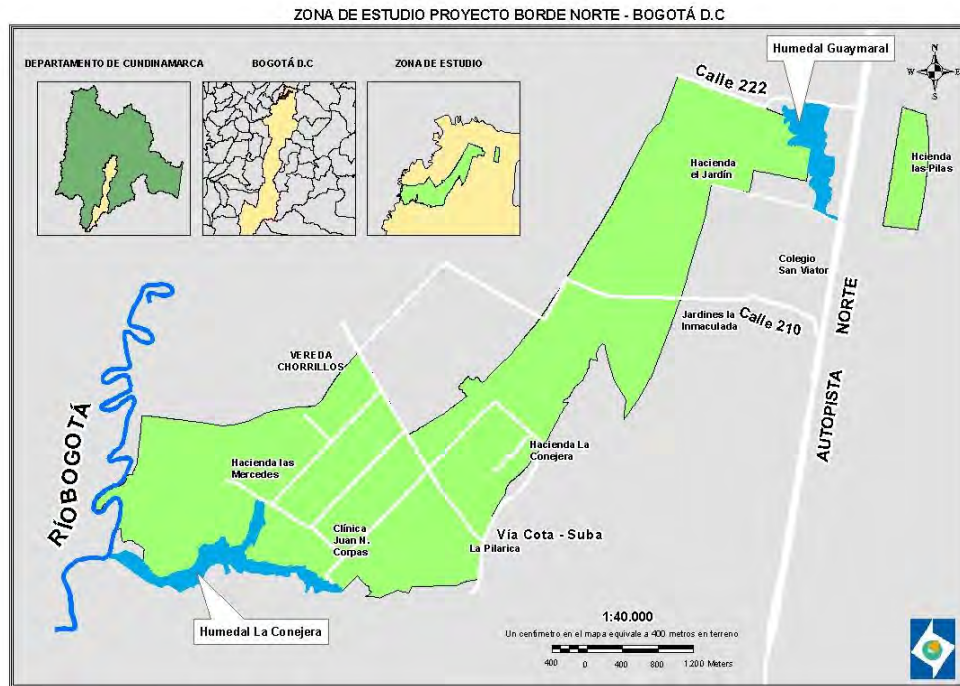 ZONA DE ESTUDIO PROYECTO BORDE NORTE - BOGOTÁ D.C
DEPARTAMENTO DE CUNDINAMARCA
BOGOTÁ D.C
ZONA DE ESTUDIO
Humedal Guaymaral
N
W
E
S
Calle 222
Hacienda
el Jardín
Hcienda
las Pilas
Colegio
San Viator
Jardines la
Inmaculada
Calle 210
AUTOPISTA NORTE
VEREDA
CHORRILLOS
RÍO BOGOTÁ
Hacienda las
Mercedes
Hacienda La
Conejera
Clínica
Juan N.
Corpas
Vía Cota - Suba
La Pilarica
Humedal La Conejera
1:40.000
Un centimetro en el mapa equivale a 400 metros en terreno
400 0 400 800 1200 Meters